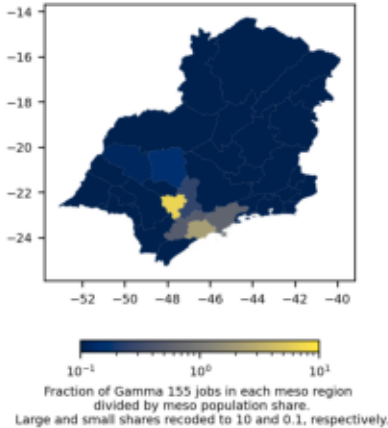 −14
−16
−18
−20
−22
−24
−52 −50 −48 −46 −44 −42 −40
10⁻¹ 10⁰ 10¹
Fraction of Gamma 155 jobs in each meso region
divided by meso population share.
Large and small shares recoded to 10 and 0.1, respectively.